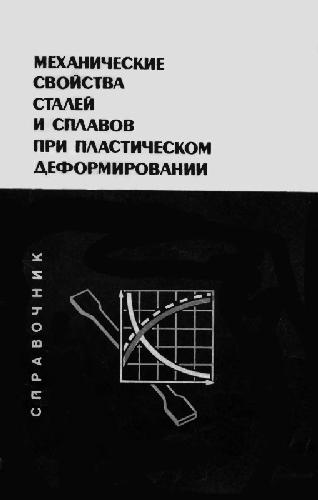 МЕХАНИЧЕСКИЕ
СВОЙСТВА
СТАЛЕЙ
И СПЛАВОВ
ПРИ ПЛАСТИЧЕСКОМ
ДЕФОРМИРОВАНИИ
СПРАВОЧНИК